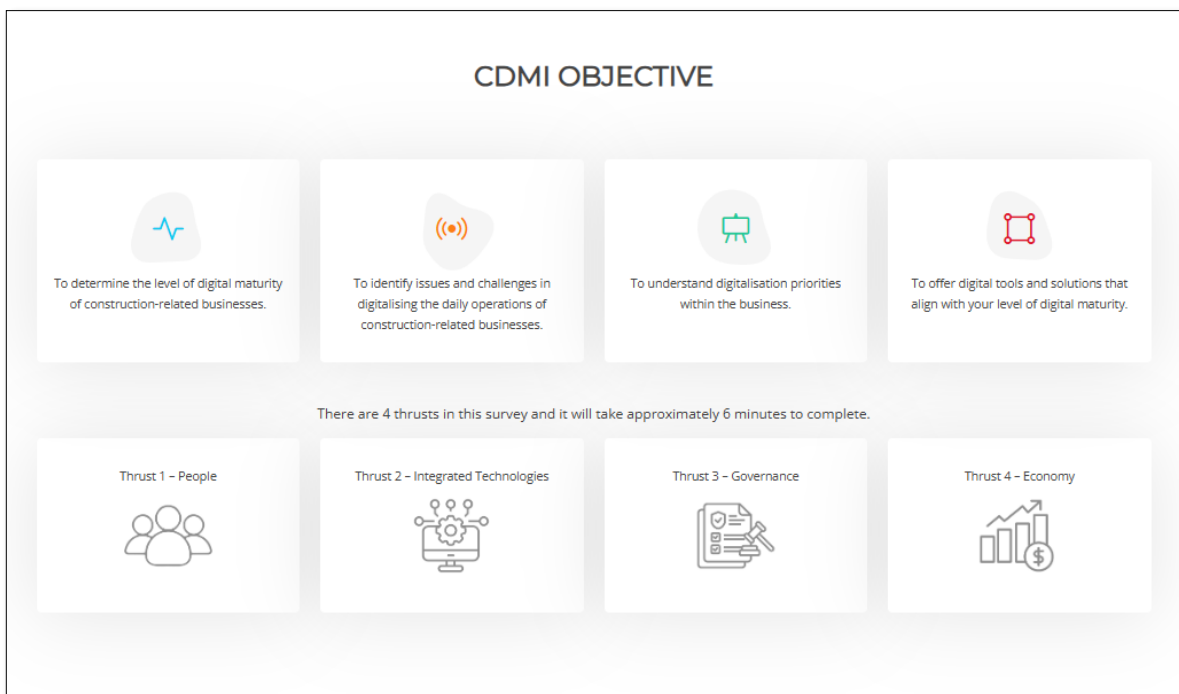 CDMI OBJECTIVE
To determine the level of digital maturity
of construction-related businesses.
To identify issues and challenges in
digitalising the daily operations of
construction-related businesses.
To understand digitalisation priorities
within the business.
To offer digital tools and solutions that
align with your level of digital maturity.
There are 4 thrusts in this survey and it will take approximately 6 minutes to complete.
Thrust 1 – People
Thrust 2 – Integrated Technologies
Thrust 3 – Governance
Thrust 4 – Economy
$